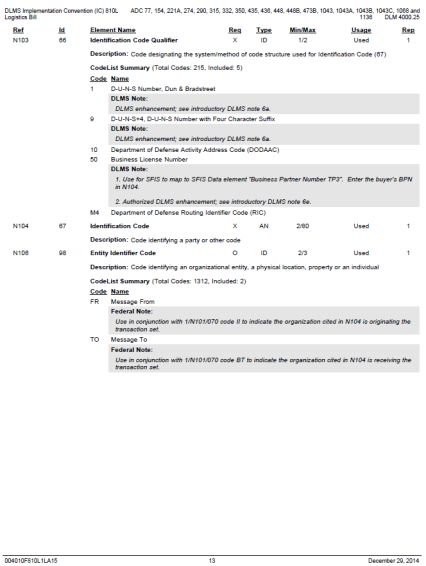 DLMS Implementation Convention (IC) 810L ADC 77, 154, 221A, 274, 290, 315, 332, 350, 435, 436, 448, 448B, 473B, 1043, 1043A, 1043B, 1043C, 1068 and
Logistics Bill 1136 DLM 4000.25
Ref Id Element Name Req Type Min/Max Usage Rep
N103 66 Identification Code Qualifier X ID 1/2 Used 1
Description: Code designating the system/method of code structure used for Identification Code (67)
CodeList Summary (Total Codes: 215, Included: 5)
Code Name
1 D-U-N-S Number, Dun & Bradstreet
DLMS Note:
DLMS enhancement; see introductory DLMS note 6a.
9 D-U-N-S+4, D-U-N-S Number with Four Character Suffix
DLMS Note:
DLMS enhancement; see introductory DLMS note 6a.
10 Department of Defense Activity Address Code (DODAAC)
50 Business License Number
DLMS Note:
1. Use for SFIS to map to SFIS Data element "Business Partner Number TP3". Enter the buyer's BPN
in N104.
2. Authorized DLMS enhancement; see introductory DLMS note 6e.
M4 Department of Defense Routing Identifier Code (RIC)
N104 67 Identification Code X AN 2/80 Used 1
Description: Code identifying a party or other code
N106 98 Entity Identifier Code O ID 2/3 Used 1
Description: Code identifying an organizational entity, a physical location, property or an individual
CodeList Summary (Total Codes: 1312, Included: 2)
Code Name
FR Message From
Federal Note:
Use in conjunction with 1/N101/070 code II to indicate the organization cited in N104 is originating the
transaction set.
TO Message To
Federal Note:
Use in conjunction with 1/N101/070 code BT to indicate the organization cited in N104 is receiving the
transaction set.
004010F810L1LA15 13 December 29, 2014